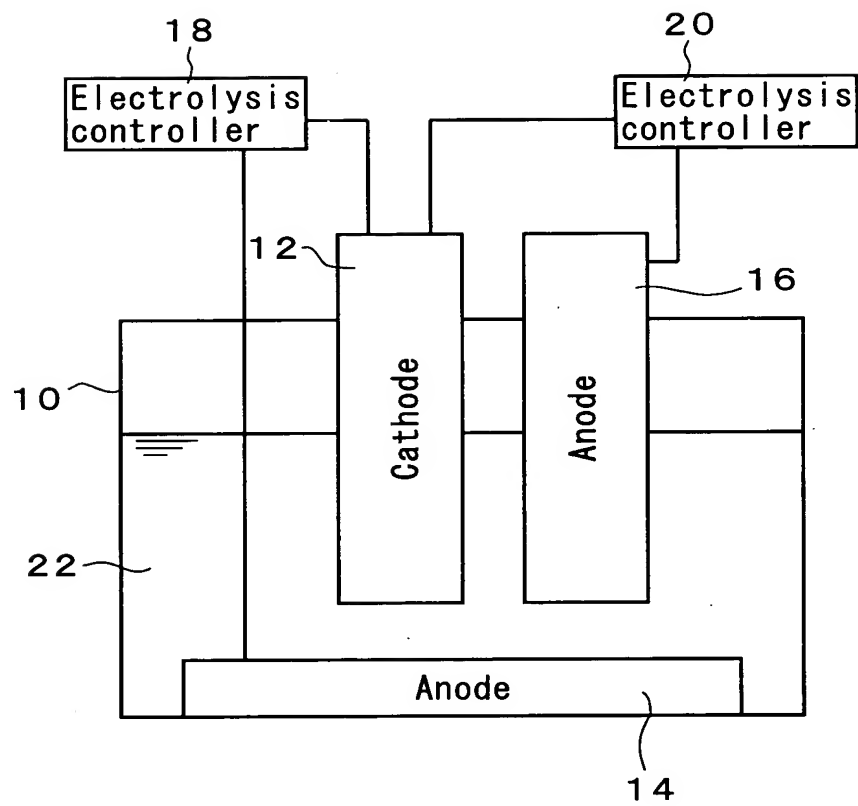 18
20
Electrolysis
controller
Electrolysis
controller
12
16
10
Cathode
Anode
22
Anode
14